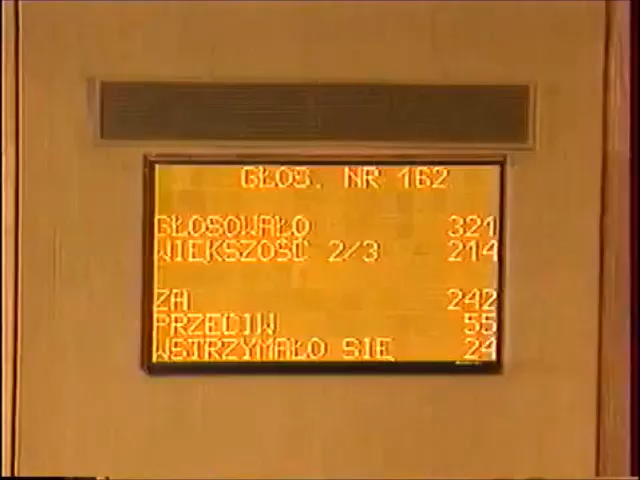 GŁOS. NR 162
GŁOSOWAŁO 321
WIĘKSZOŚĆ 2/3 214
ZA 242
PRZECIW 55
WSTRZYMAŁO SIĘ 24